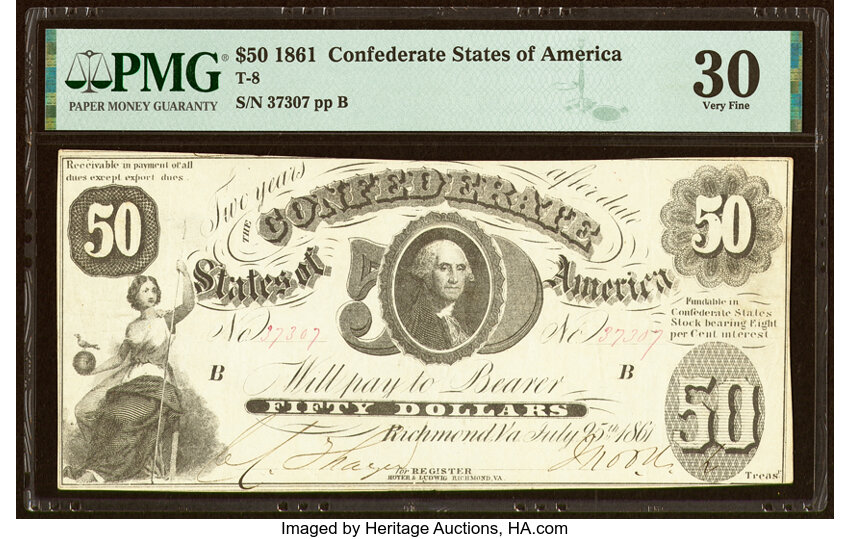 PMG®
PAPER MONEY GUARANTY
$50 1861 Confederate States of America
T-8
S/N 37307 pp B
30
Very Fine
Receivable in payment of all
dues except export dues.
Two years after date
50
50
THE CONFEDERATE
States of. America
50
Fundable in
Confederate States
Stock bearing Eight
per Cent interest
No 37307 No 37307
B B
Will pay to Bearer
FIFTY DOLLARS
50
Richmond, Va July 25th 1861
for REGISTER
HOYER & LUDWIG RICHMOND, VA.
Treasr
Imaged by Heritage Auctions, HA.com